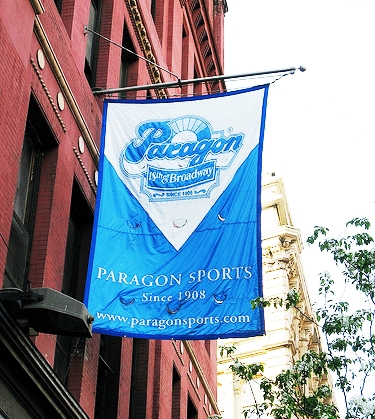 Paragon
18th & Broadway
SINCE 1908
PARAGON SPORTS
Since 1908
www.paragonsports.com